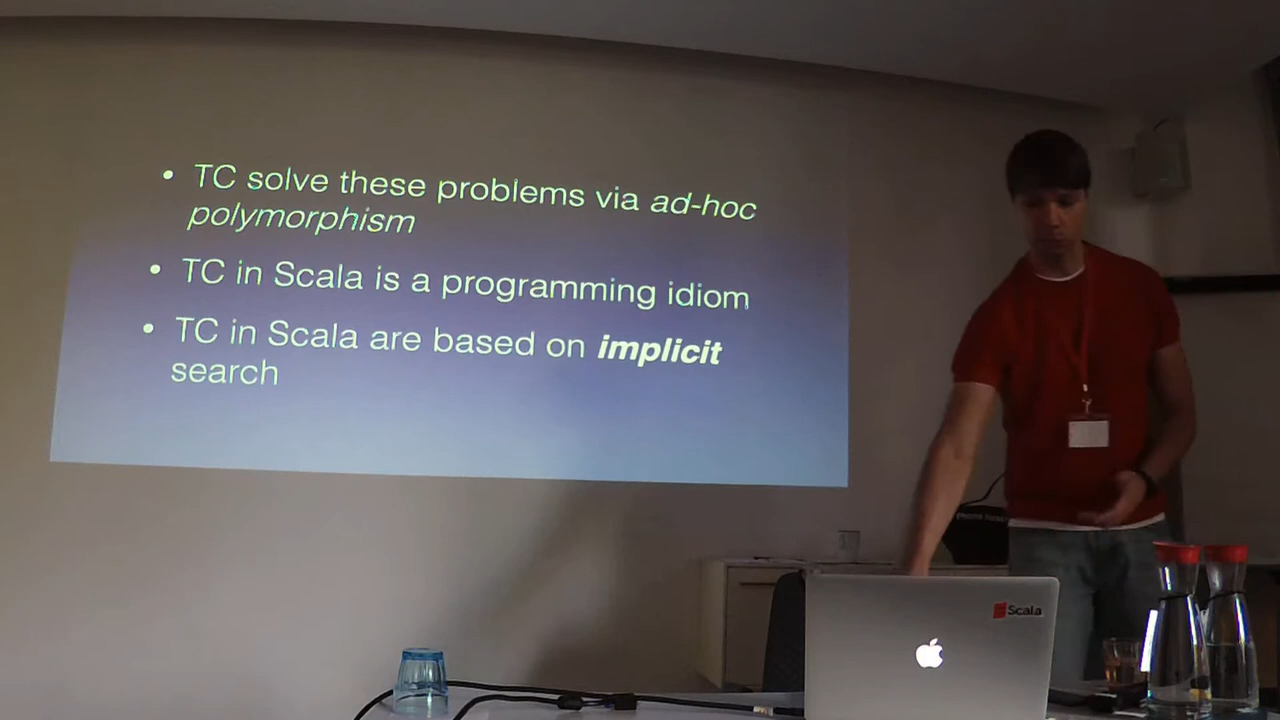 • TC solve these problems via ad-hoc
polymorphism
• TC in Scala is a programming idiom
• TC in Scala are based on implicit
search
Scala